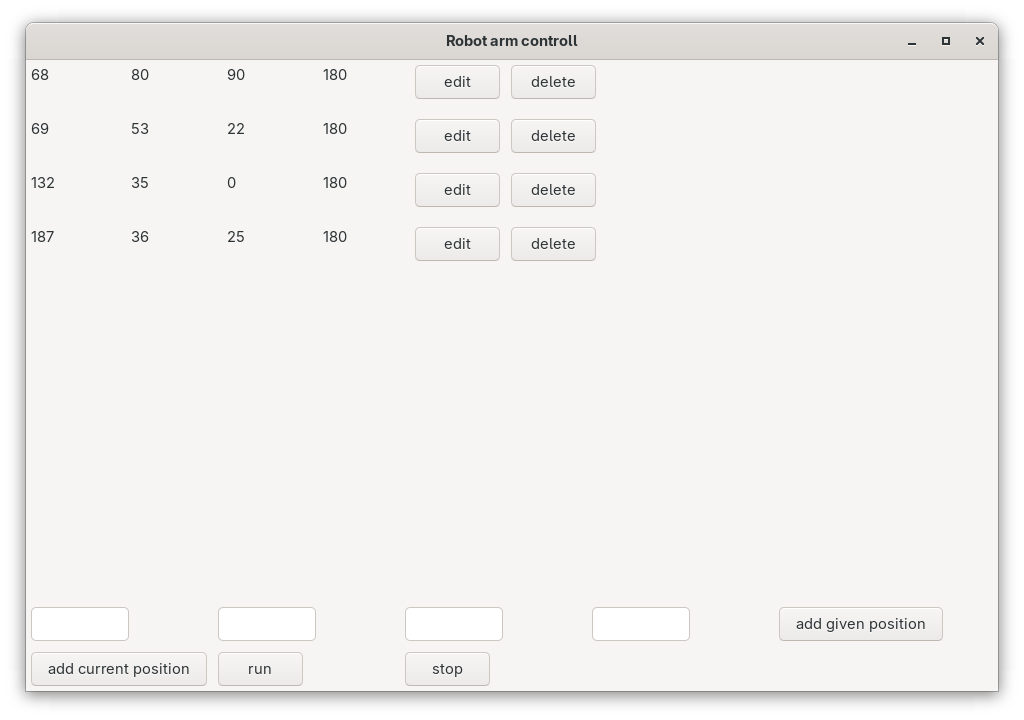 Robot arm controll
68 80 90 180 edit delete
69 53 22 180 edit delete
132 35 0 180 edit delete
187 36 25 180 edit delete
add given position
add current position run stop